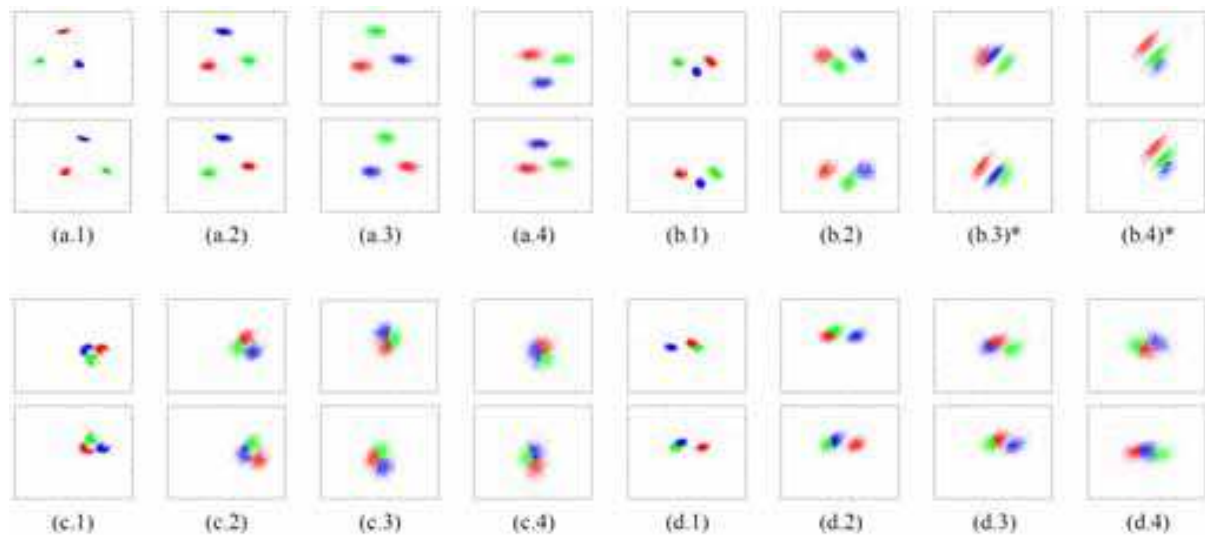 (a.1) (a.2) (a.3) (a.4) (b.1) (b.2) (b.3)* (b.4)*
(c.1) (c.2) (c.3) (c.4) (d.1) (d.2) (d.3) (d.4)